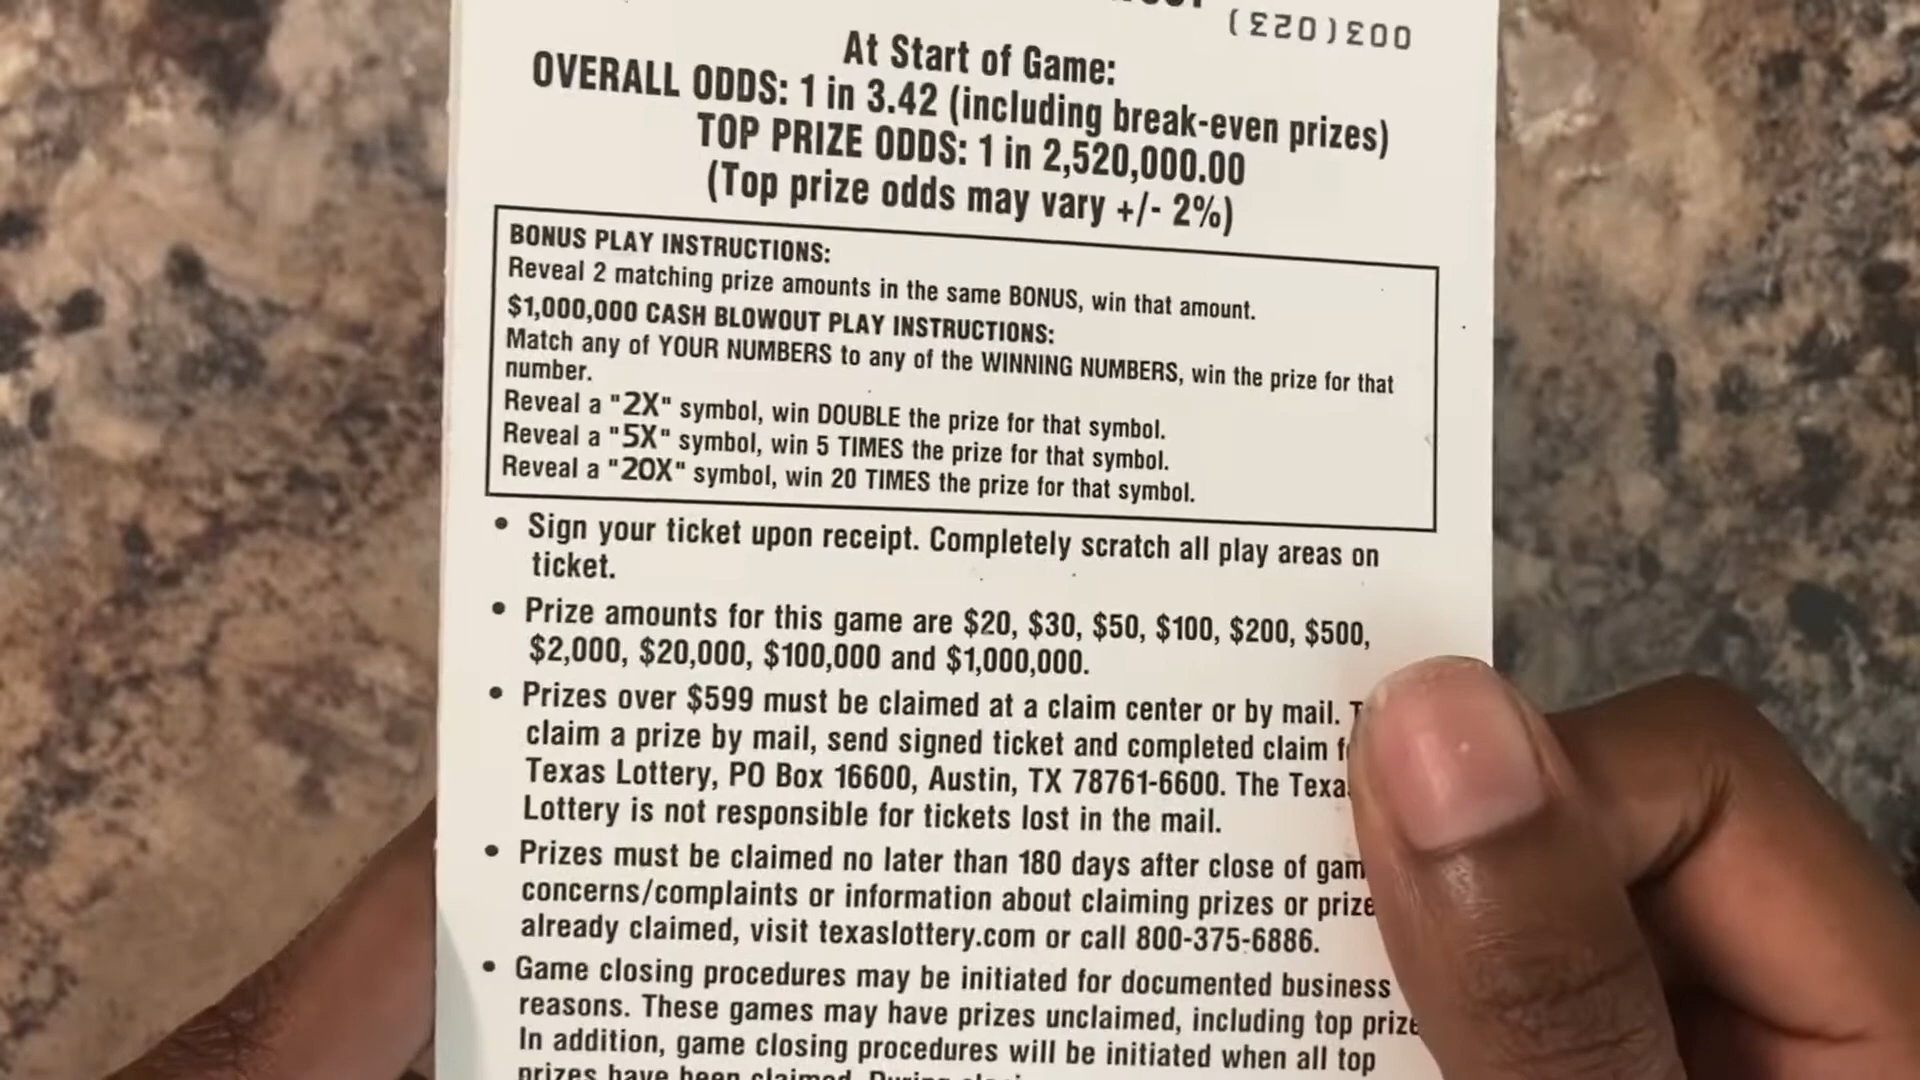 003(023)
At Start of Game:
OVERALL ODDS: 1 in 3.42 (including break-even prizes)
TOP PRIZE ODDS: 1 in 2,520,000.00
(Top prize odds may vary +/- 2%)
BONUS PLAY INSTRUCTIONS:
Reveal 2 matching prize amounts in the same BONUS, win that amount.
$1,000,000 CASH BLOWOUT PLAY INSTRUCTIONS:
Match any of YOUR NUMBERS to any of the WINNING NUMBERS, win the prize for that
number.
Reveal a "2X" symbol, win DOUBLE the prize for that symbol.
Reveal a "5X" symbol, win 5 TIMES the prize for that symbol.
Reveal a "20X" symbol, win 20 TIMES the prize for that symbol.
• Sign your ticket upon receipt. Completely scratch all play areas on
ticket.
• Prize amounts for this game are $20, $30, $50, $100, $200, $500,
$2,000, $20,000, $100,000 and $1,000,000.
• Prizes over $599 must be claimed at a claim center or by mail.
claim a prize by mail, send signed ticket and completed claim
Texas Lottery, PO Box 16600, Austin, TX 78761-6600. The Texas
Lottery is not responsible for tickets lost in the mail.
• Prizes must be claimed no later than 180 days after close of gam
concerns/complaints or information about claiming prizes or prize
already claimed, visit texaslottery.com or call 800-375-6886.
• Game closing procedures may be initiated for documented business
reasons. These games may have prizes unclaimed, including top prize
In addition, game closing procedures will be initiated when all top
prizes have been claimed. During